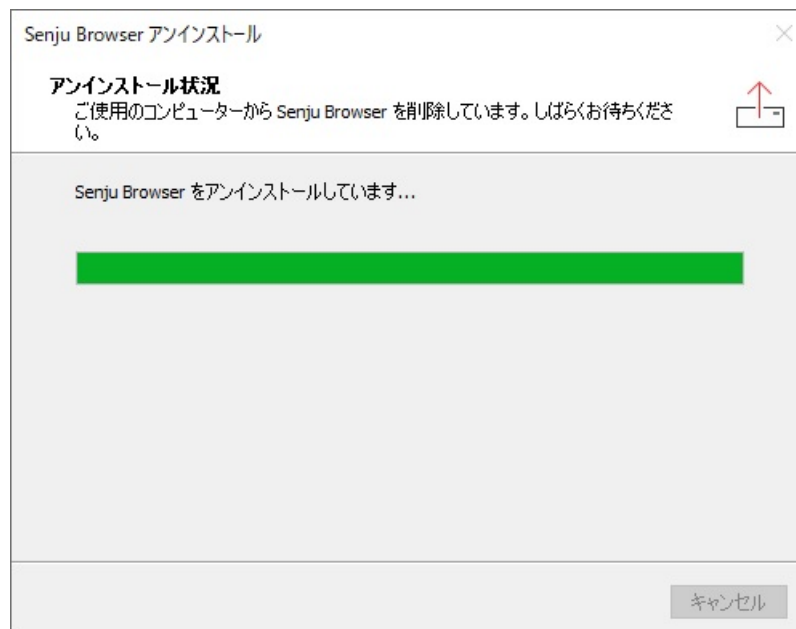 Senju Browser アンインストール
アンインストール状況
ご使用のコンピューターから Senju Browser を削除しています。しばらくお待ちくださ
い。
Senju Browser をアンインストールしています...
キャンセル